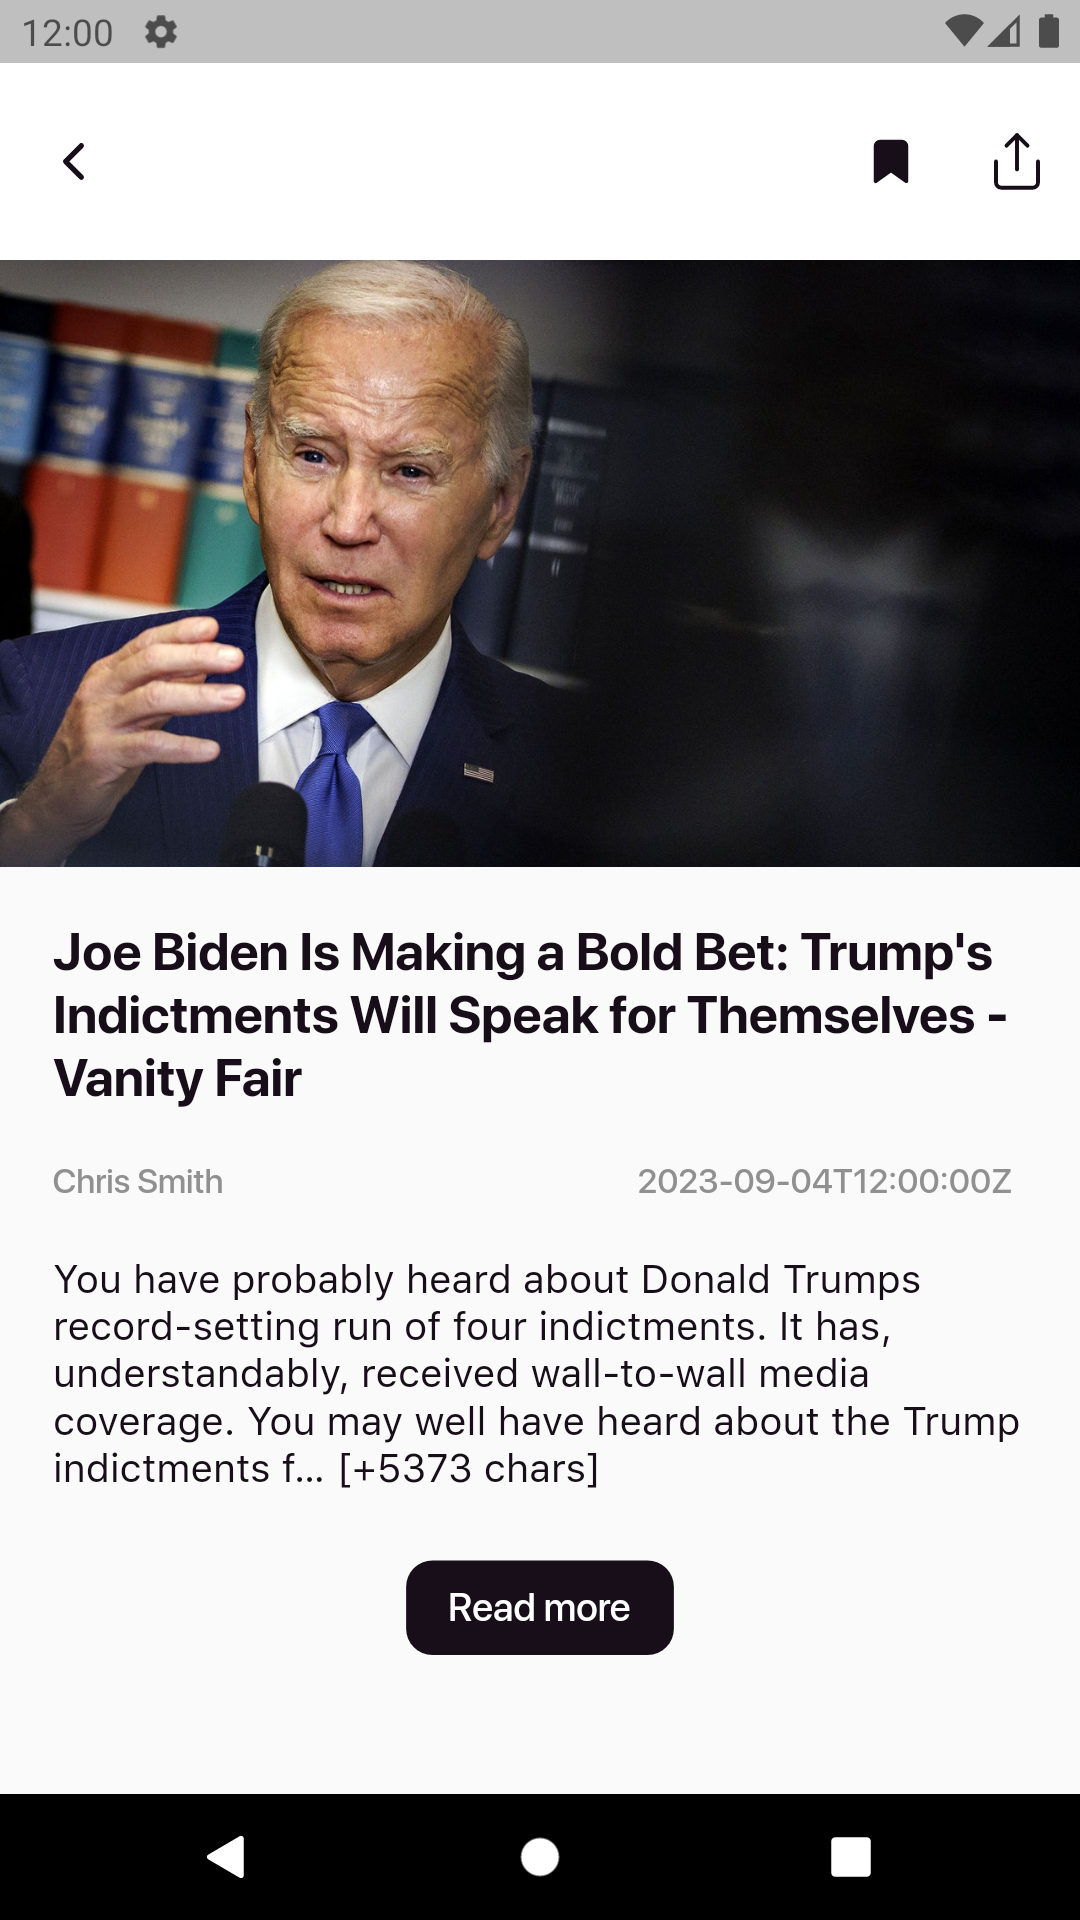 12:00
Joe Biden Is Making a Bold Bet: Trump's
Indictments Will Speak for Themselves -
Vanity Fair
Chris Smith
2023-09-04T12:00:00Z
You have probably heard about Donald Trumps
record-setting run of four indictments. It has,
understandably, received wall-to-wall media
coverage. You may well have heard about the Trump
indictments f… [+5373 chars]
Read more